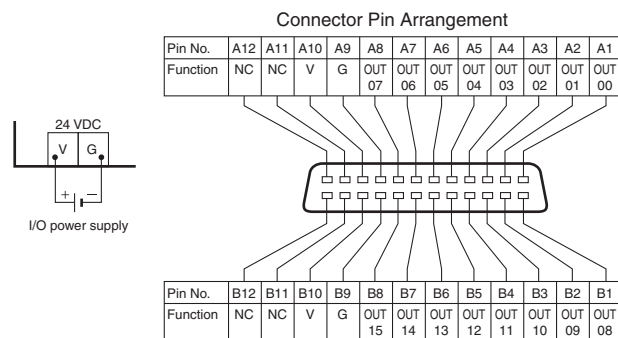 Connector Pin Arrangement
Pin No. A12 A11 A10 A9 A8 A7 A6 A5 A4 A3 A2 A1
Function NC NC V G OUT 07 OUT 06 OUT 05 OUT 04 OUT 03 OUT 02 OUT 01 OUT 00
24 VDC
V G
+ −
I/O power supply
Pin No. B12 B11 B10 B9 B8 B7 B6 B5 B4 B3 B2 B1
Function NC NC V G OUT 15 OUT 14 OUT 13 OUT 12 OUT 11 OUT 10 OUT 09 OUT 08